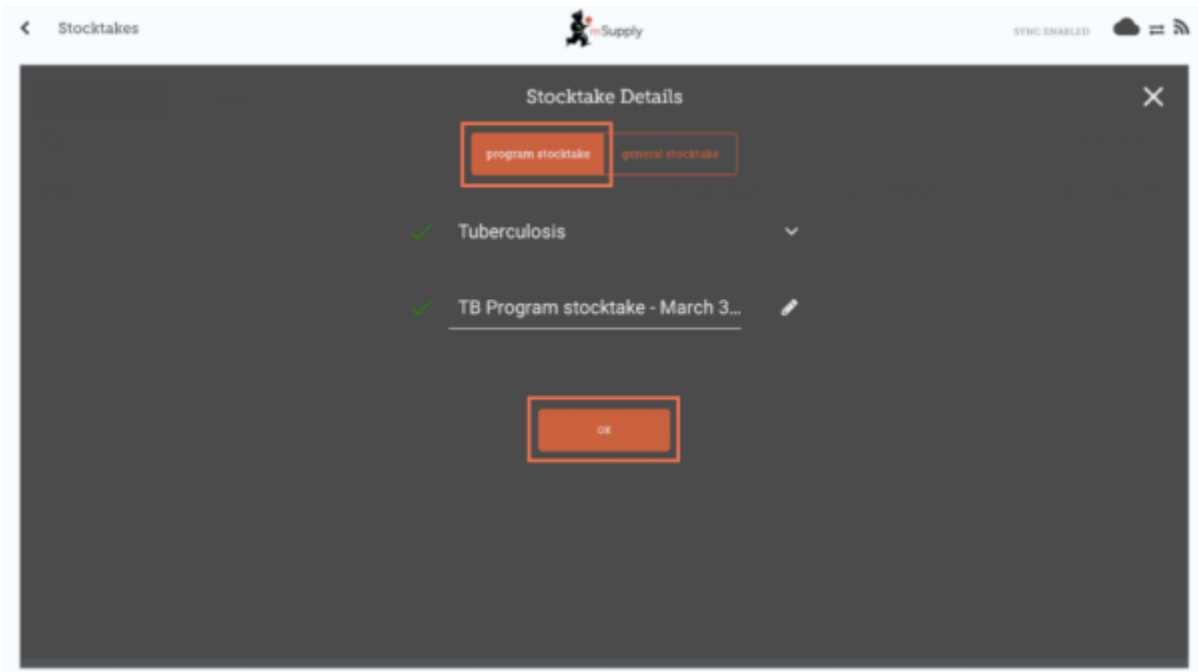 Stocktakes
mSupply
SYNC ENABLED
Stocktake Details
program stocktake
general stocktake
Tuberculosis
TB Program stocktake - March 3...
OK